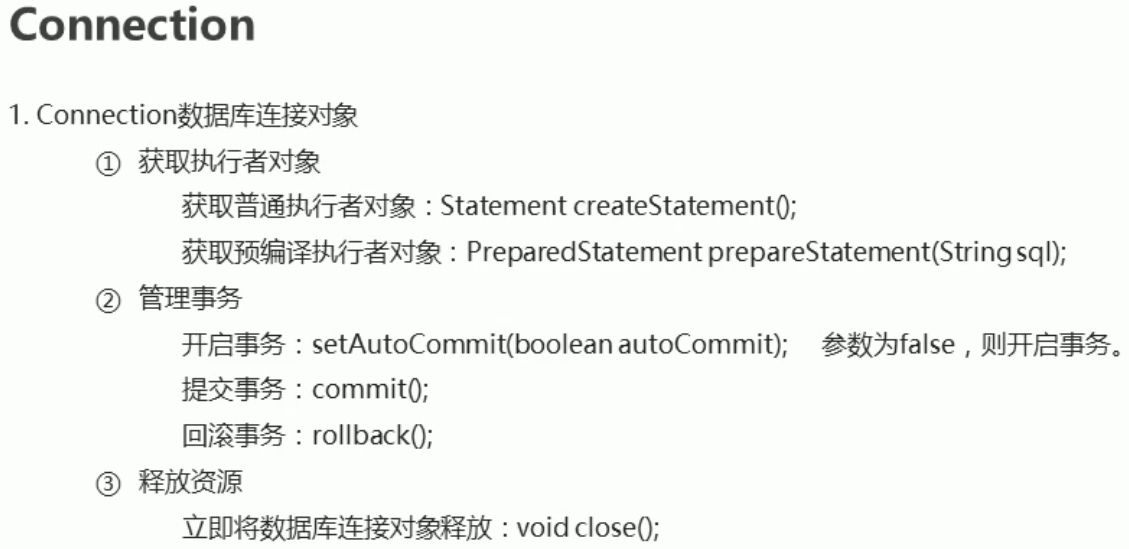 Connection
1. Connection数据库连接对象
① 获取执行者对象
获取普通执行者对象：Statement createStatement();
获取预编译执行者对象：PreparedStatement prepareStatement(String sql);
② 管理事务
开启事务：setAutoCommit(boolean autoCommit); 参数为false，则开启事务。
提交事务：commit();
回滚事务：rollback();
③ 释放资源
立即将数据库连接对象释放：void close();